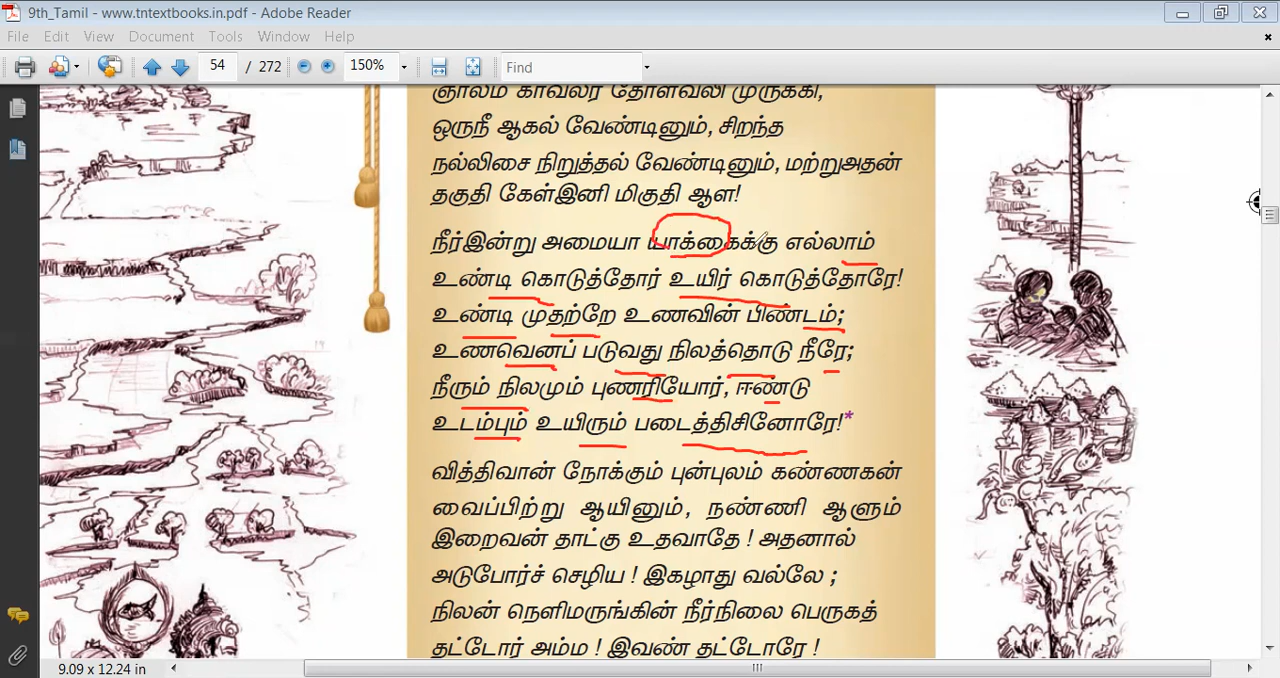 9th_Tamil - www.tntextbooks.in.pdf - Adobe Reader
File Edit View Document Tools Window Help
54 / 272 150% Find
ஞாலம் காவலர் தோள்வலி முருக்கி,
ஒருநீ ஆகல் வேண்டினும், சிறந்த
நல்லிசை நிறுத்தல் வேண்டினும், மற்றுஅதன்
தகுதி கேள்இனி மிகுதி ஆள!
நீர்இன்று அமையா யாக்கைக்கு எல்லாம்
உண்டி கொடுத்தோர் உயிர் கொடுத்தோரே!
உண்டி முதற்றே உணவின் பிண்டம்;
உணவெனப் படுவது நிலத்தொடு நீரே;
நீரும் நிலமும் புணரியோர், ஈண்டு
உடம்பும் உயிரும் படைத்திசினோரே!*
வித்திவான் நோக்கும் புன்புலம் கண்ணகன்
வைப்பிற்று ஆயினும், நண்ணி ஆளும்
இறைவன் தாட்கு உதவாதே ! அதனால்
அடுபோர்ச் செழிய ! இகழாது வல்லே ;
நிலன் நெளிமருங்கின் நீர்நிலை பெருகத்
தட்டோர் அம்ம ! இவண் தட்டோரே !
9.09 x 12.24 in